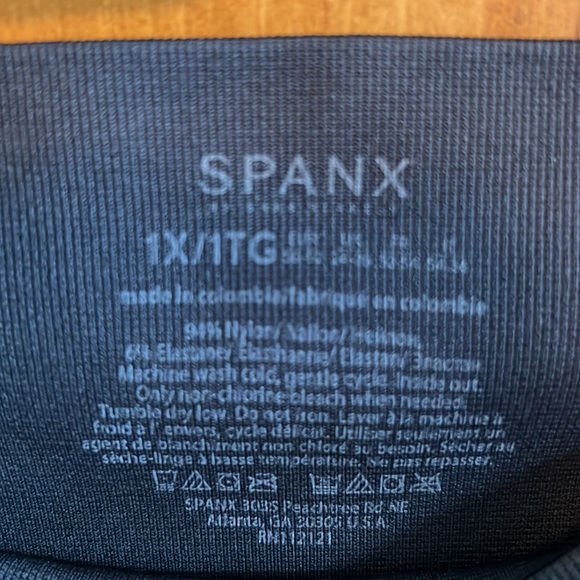 SPANX
1X/1TG
made in colombia/fabriqué en colombie
94% Nylon/
6% Elastane/ Elasthanne/ Elastan/ Эластан
Machine wash cold, gentle cycle. Inside out.
Only non-chlorine bleach when needed.
Tumble dry low. Do not iron. Laver à la machine à
froid à l'envers, cycle délicat. Utiliser seulement un
agent de blanchiment non chloré au besoin. Sécher au
sèche-linge à basse température. Ne pas repasser.
SPANX 3035 Peachtree Rd NE
Atlanta, GA 30305 U.S.A.
RN112121